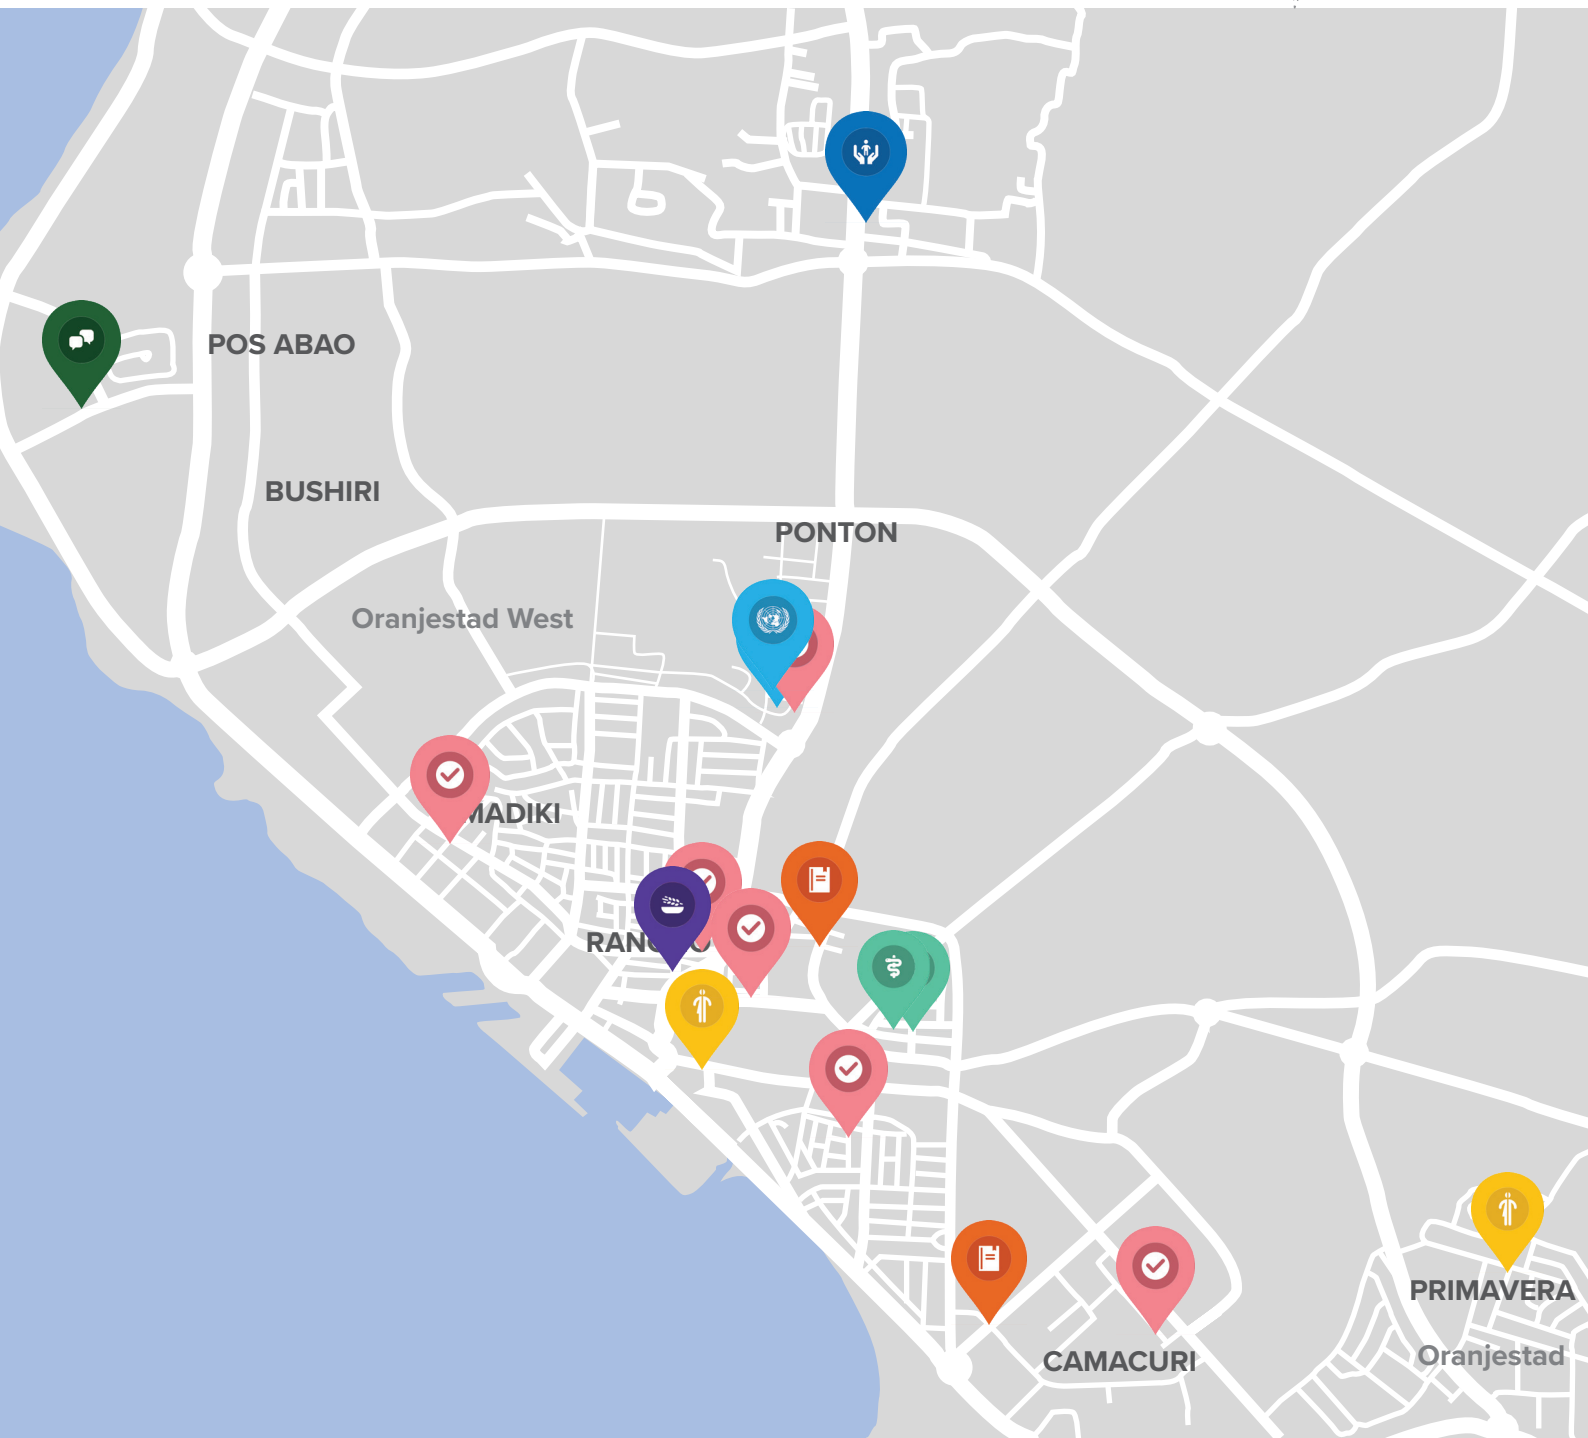 POS ABAO
BUSHIRI
PONTON
Oranjestad West
MADIKI
PRIMAVERA
Oranjestad
CAMACURI